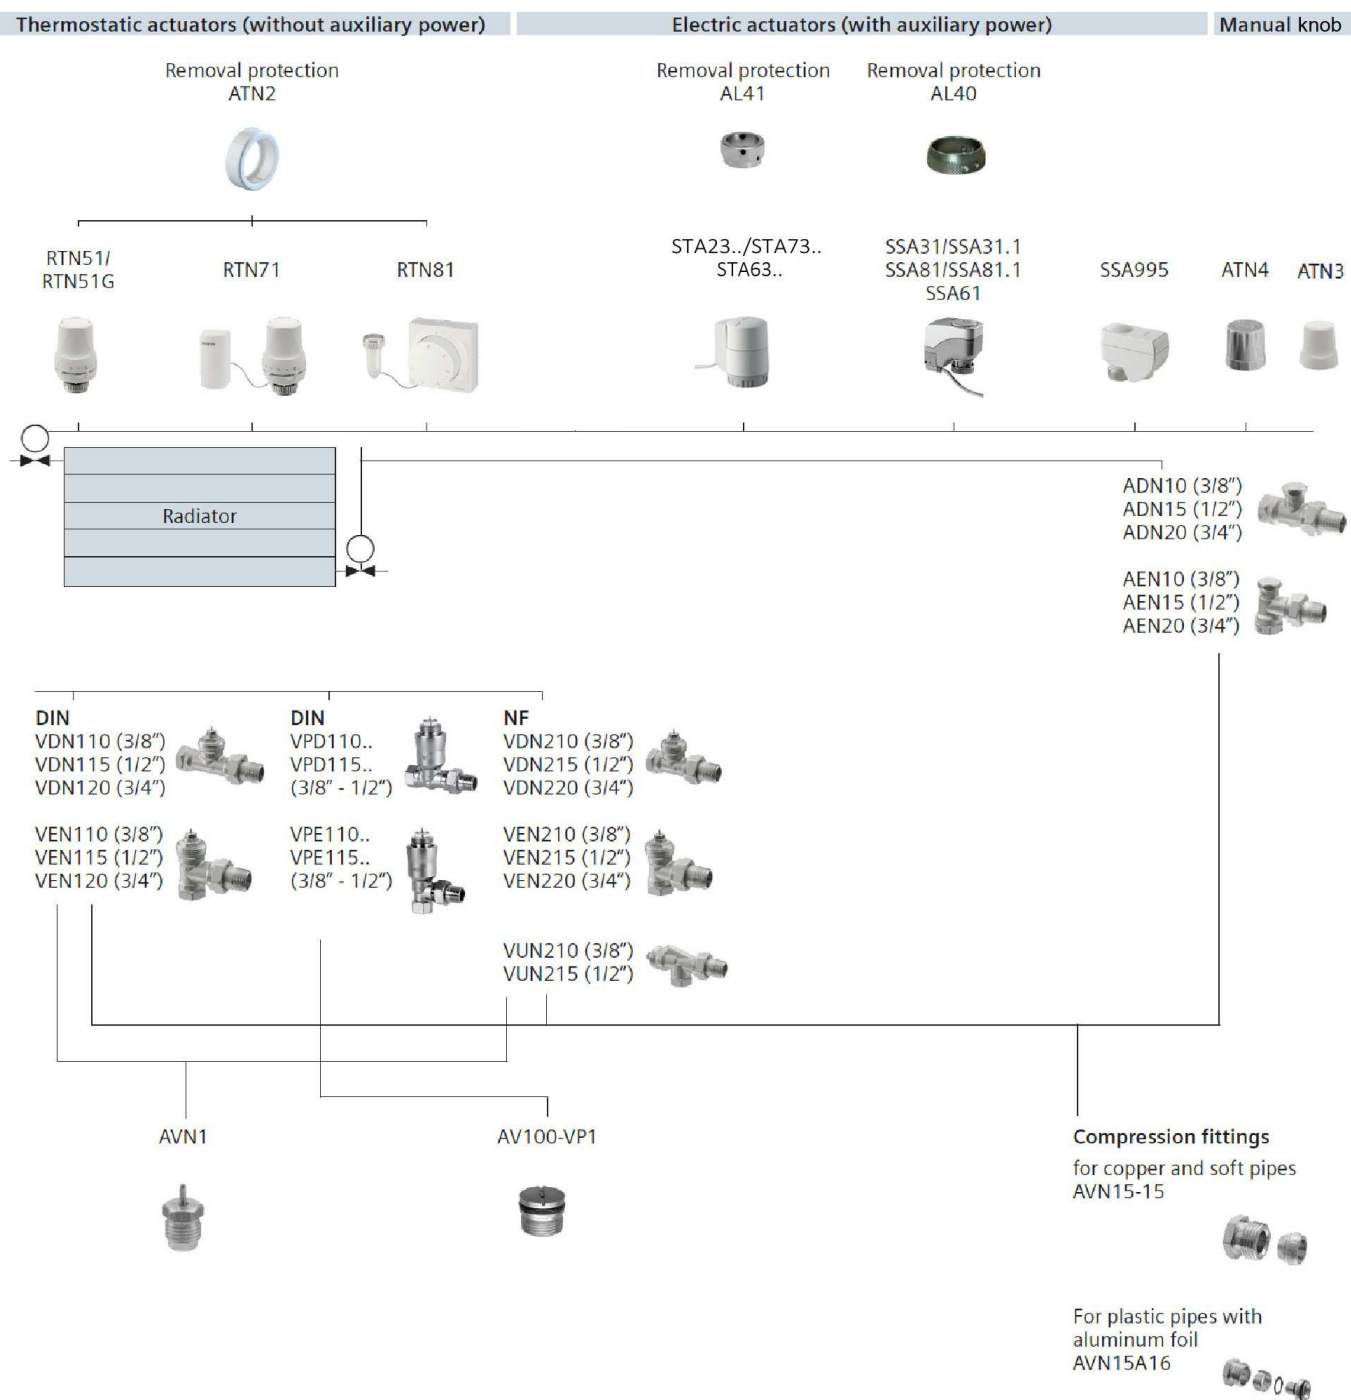 Thermostatic actuators (without auxiliary power)
Electric actuators (with auxiliary power)
Manual knob
Removal protection
ATN2
Removal protection
AL41
Removal protection
AL40
RTN51/
RTN51G
RTN71
RTN81
STA23../STA73..
STA63..
SSA31/SSA31.1
SSA81/SSA81.1
SSA61
SSA995
ATN4
ATN3
Radiator
ADN10 (3/8")
ADN15 (1/2")
ADN20 (3/4")
AEN10 (3/8")
AEN15 (1/2")
AEN20 (3/4")
DIN
VDN110 (3/8")
VDN115 (1/2")
VDN120 (3/4")
VEN110 (3/8")
VEN115 (1/2")
VEN120 (3/4")
DIN
VPD110..
VPD115..
(3/8" - 1/2")
VPE110..
VPE115..
(3/8" - 1/2")
NF
VDN210 (3/8")
VDN215 (1/2")
VDN220 (3/4")
VEN210 (3/8")
VEN215 (1/2")
VEN220 (3/4")
VUN210 (3/8")
VUN215 (1/2")
AVN1
AV100-VP1
Compression fittings
for copper and soft pipes
AVN15-15
For plastic pipes with
aluminum foil
AVN15A16